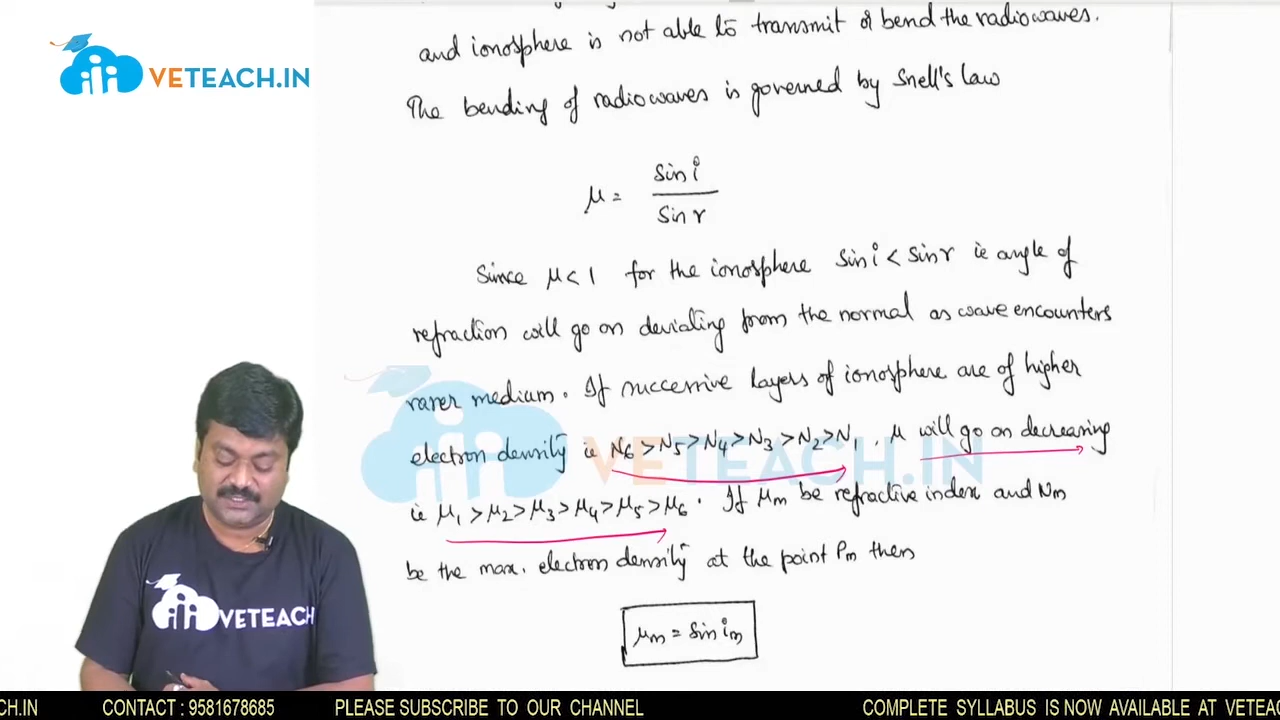 VETEACH.IN
and ionosphere is not able to transmit or bend the radiowaves.
The bending of radiowaves is governed by Snell's law
μ = sin i / sin r
Since μ < 1 for the ionosphere sin i < sin r ie angle of
refraction will go on deviating from the normal as wave encounters
rarer medium. If successive layers of ionosphere are of higher
electron density ie N6 > N5 > N4 > N3 > N2 > N1, μ will go on decreasing
ie μ1 > μ2 > μ3 > μ4 > μ5 > μ6. If μm be refractive index and Nm
be the max. electron density at the point Pm then
μm = sin im
VETEACH.IN
VETEACH
CH.IN CONTACT : 9581678685 PLEASE SUBSCRIBE TO OUR CHANNEL COMPLETE SYLLABUS IS NOW AVAILABLE AT VETEAC